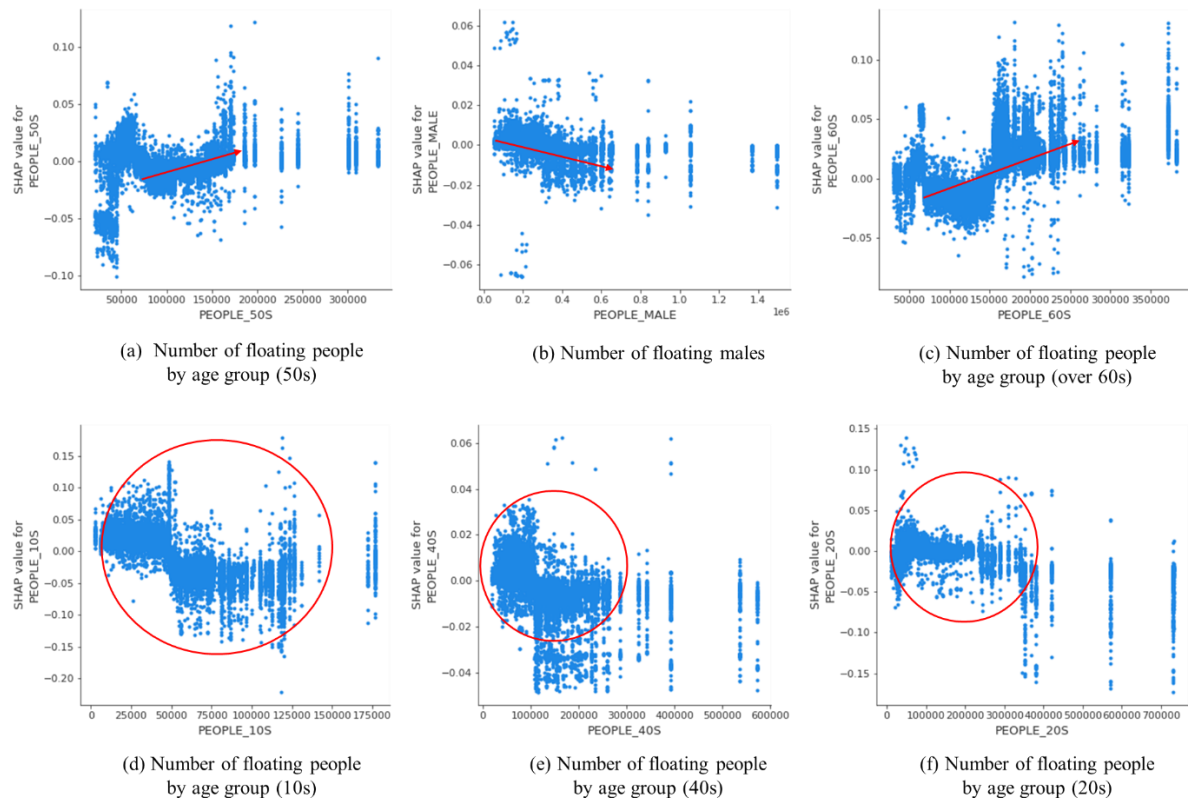 0.10
0.05
0.00
-0.05
-0.10
SHAP value for
PEOPLE_50S
50000 100000 150000 200000 250000 300000
PEOPLE_50S
(a) Number of floating people
by age group (50s)
0.06
0.04
0.02
0.00
-0.02
-0.04
-0.06
SHAP value for
PEOPLE_MALE
0.0 0.2 0.4 0.6 0.8 1.0 1.2 1.4
1e6
PEOPLE_MALE
(b) Number of floating males
0.10
0.05
0.00
-0.05
SHAP value for
PEOPLE_60S
50000 100000 150000 200000 250000 300000 350000
PEOPLE_60S
(c) Number of floating people
by age group (over 60s)
0.15
0.10
0.05
0.00
-0.05
-0.10
-0.15
-0.20
SHAP value for
PEOPLE_10S
0 25000 50000 75000 100000 125000 150000 175000
PEOPLE_10S
(d) Number of floating people
by age group (10s)
0.06
0.04
0.02
0.00
-0.02
-0.04
SHAP value for
PEOPLE_40S
0 100000 200000 300000 400000 500000 600000
PEOPLE_40S
(e) Number of floating people
by age group (40s)
0.15
0.10
0.05
0.00
-0.05
-0.10
-0.15
SHAP value for
PEOPLE_20S
0 100000 200000 300000 400000 500000 600000 700000
PEOPLE_20S
(f) Number of floating people
by age group (20s)